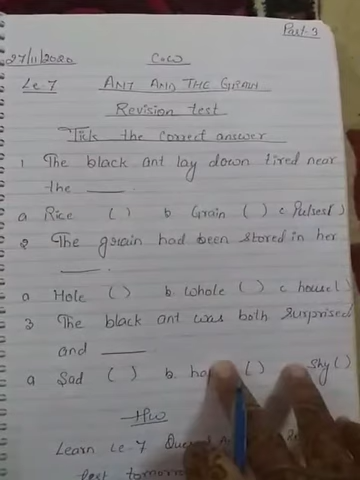 Part-3
27/11/2020 C.W
Le.7 ANT AND THE GRAIN
Revision test
Tick the correct answer
1 The black ant lay down tired near
the ____.
a Rice ( ) b Grain ( ) c Pulses( )
2 The grain had been stored in her
____.
a Hole ( ) b. whole ( ) c house( )
3 The black ant was both surprised
and ____
a Sad ( ) b. ( ) Shy ( )
H.W
Learn Le-7
test tomorrow